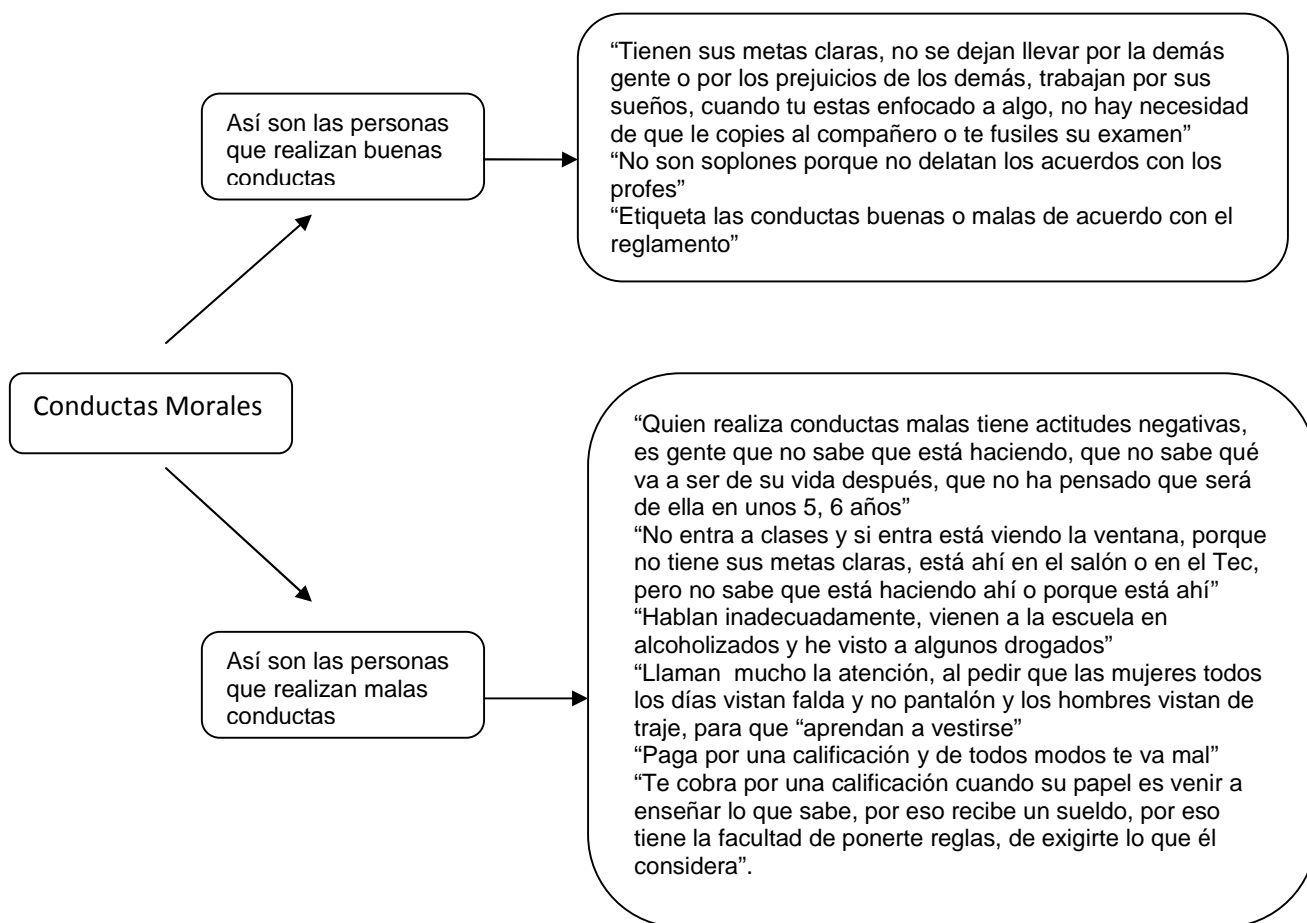 “Tienen sus metas claras, no se dejan llevar por la demás
gente o por los prejuicios de los demás, trabajan por sus
sueños, cuando tu estas enfocado a algo, no hay necesidad
de que le copies al compañero o te fusiles su examen”
“No son soplones porque no delatan los acuerdos con los
profes”
“Etiqueta las conductas buenas o malas de acuerdo con el
reglamento”
Así son las personas
que realizan buenas
conductas
Conductas Morales
“Quien realiza conductas malas tiene actitudes negativas,
es gente que no sabe que está haciendo, que no sabe qué
va a ser de su vida después, que no ha pensado que será
de ella en unos 5, 6 años”
“No entra a clases y si entra está viendo la ventana, porque
no tiene sus metas claras, está ahí en el salón o en el Tec,
pero no sabe que está haciendo ahí o porque está ahí”
“Hablan inadecuadamente, vienen a la escuela en
alcoholizados y he visto a algunos drogados”
“Llaman  mucho la atención, al pedir que las mujeres todos
los días vistan falda y no pantalón y los hombres vistan de
traje, para que “aprendan a vestirse”
“Paga por una calificación y de todos modos te va mal”
“Te cobra por una calificación cuando su papel es venir a
enseñar lo que sabe, por eso recibe un sueldo, por eso
tiene la facultad de ponerte reglas, de exigirte lo que él
considera”.
Así son las personas
que realizan malas
conductas